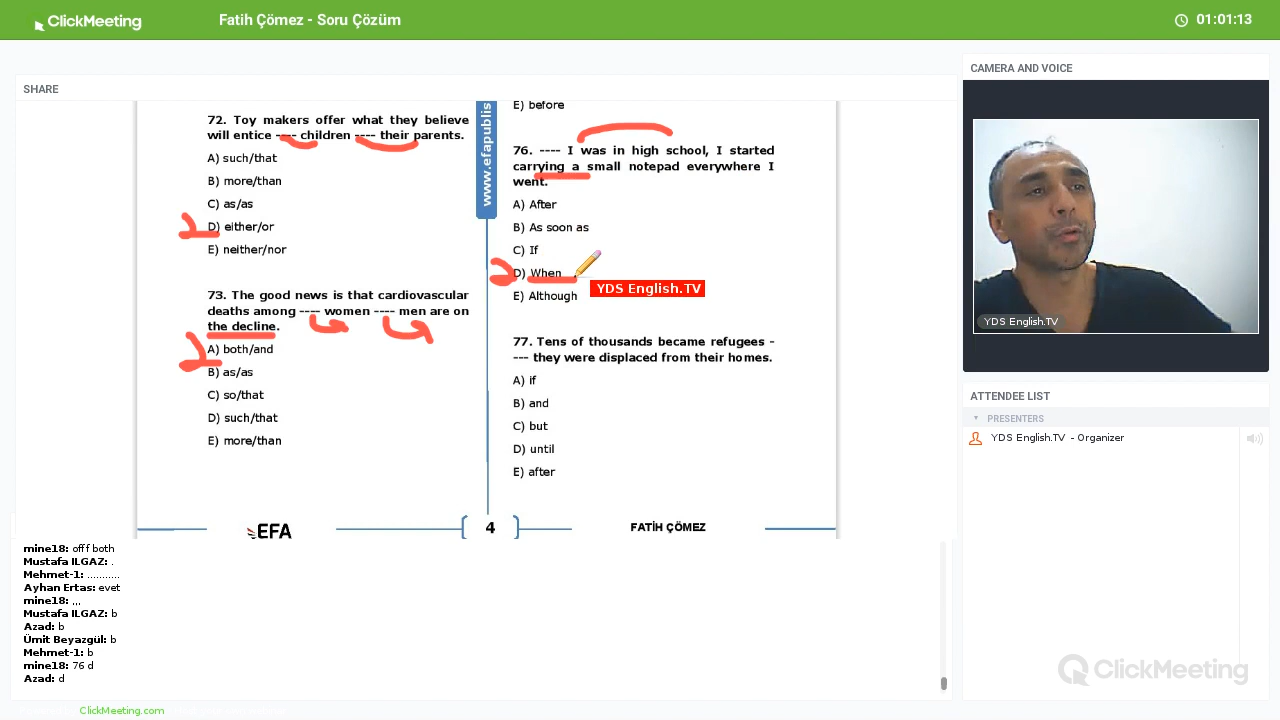 ClickMeeting
Fatih Çömez - Soru Çözüm
01:01:13
SHARE
72. Toy makers offer what they believe
will entice ---- children ---- their parents.
A) such/that
B) more/than
C) as/as
D) either/or
E) neither/nor
73. The good news is that cardiovascular
deaths among ---- women ---- men are on
the decline.
A) both/and
B) as/as
C) so/that
D) such/that
E) more/than
www.efapublis
E) before
76. ---- I was in high school, I started
carrying a small notepad everywhere I
went.
A) After
B) As soon as
C) If
D) When
E) Although
YDS English.TV
77. Tens of thousands became refugees -
--- they were displaced from their homes.
A) if
B) and
C) but
D) until
E) after
EFA
4
FATİH ÇÖMEZ
CAMERA AND VOICE
YDS English.TV
ATTENDEE LIST
PRESENTERS
YDS English.TV - Organizer
mine18: offf both
Mustafa ILGAZ: .
Mehmet-1: ...........
Ayhan Ertas: evet
mine18: ...
Mustafa ILGAZ: b
Azad: b
Ümit Beyazgül: b
Mehmet-1: b
mine18: 76 d
Azad: d
ClickMeeting
ClickMeeting.com